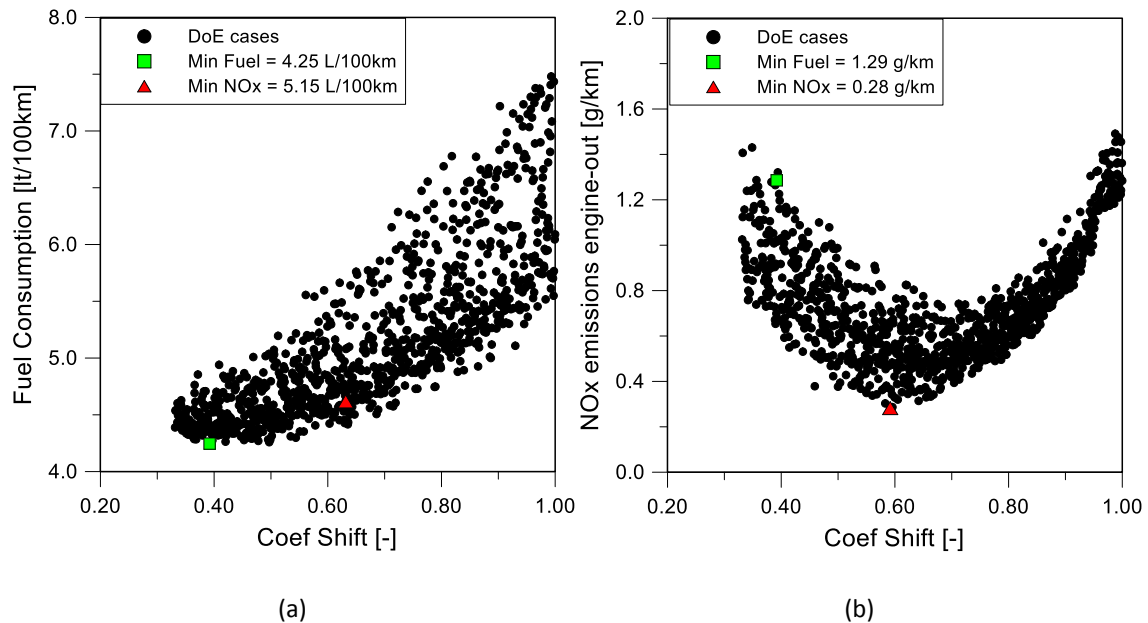 8.0
7.0
6.0
5.0
4.0
Fuel Consumption [lt/100km]
DoE cases
Min Fuel = 4.25 L/100km
Min NOx = 5.15 L/100km
0.20 0.40 0.60 0.80 1.00
Coef Shift [-]
(a)
2.0
1.6
1.2
0.8
0.4
0.0
NOx emissions engine-out [g/km]
DoE cases
Min Fuel = 1.29 g/km
Min NOx = 0.28 g/km
0.20 0.40 0.60 0.80 1.00
Coef Shift [-]
(b)